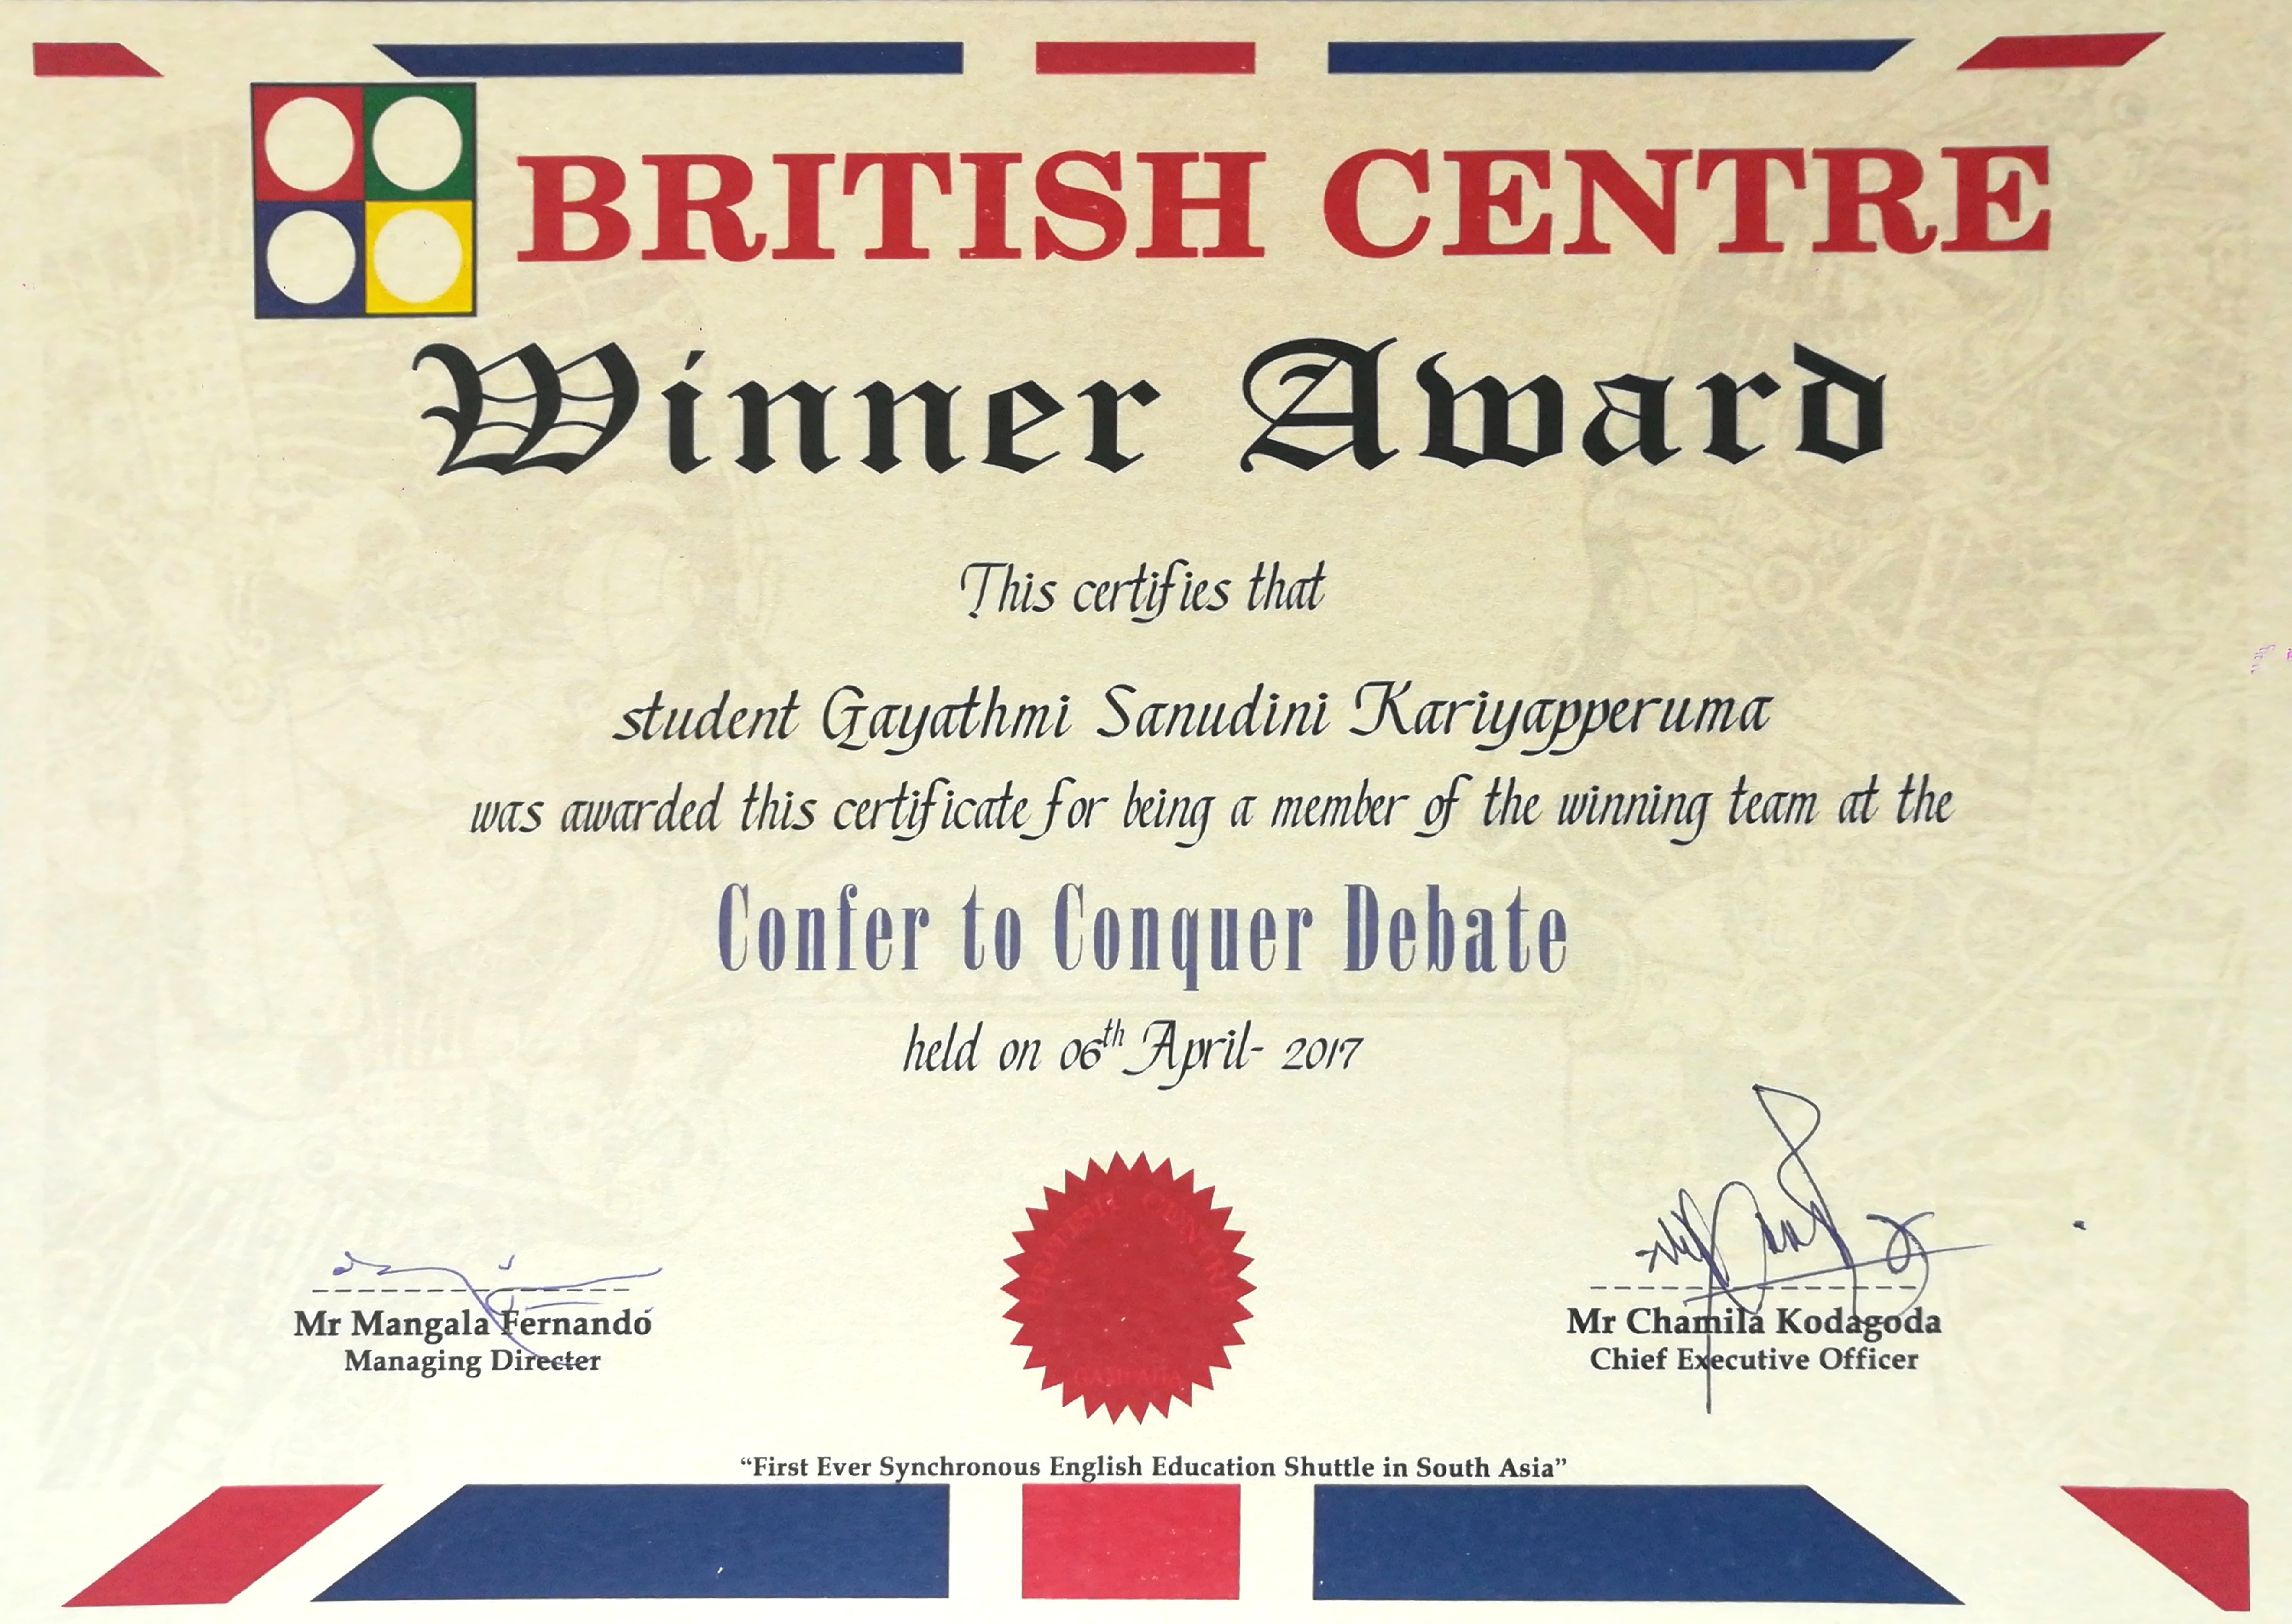 BRITISH CENTRE
Winner Award
This certifies that
student Gayathmi Sanudini Kariyapperuma
was awarded this certificate for being a member of the winning team at the
Confer to Conquer Debate
held on 06th April- 2017
BRITISH CENTRE
GAMPAHA
Mr Mangala Fernando
Managing Directer
Mr Chamila Kodagoda
Chief Executive Officer
“First Ever Synchronous English Education Shuttle in South Asia”